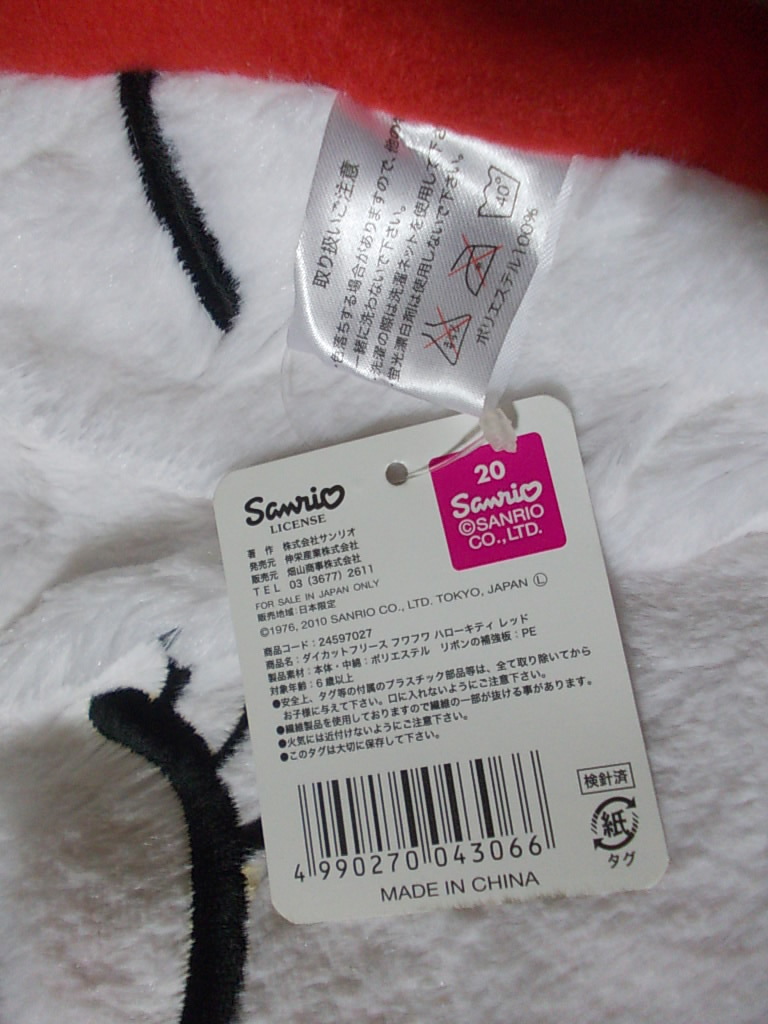 取り扱いご注意
・色落ちする場合がありますので、他の
一緒に洗わないで下さい。
・洗濯の際は洗濯ネットを使用して下さ
・蛍光漂白剤は使用しないで下さい。
40°
ポリエステル100%
Sanrio
LICENSE
20
Sanrio
©SANRIO
CO.,LTD.
著 作 株式会社サンリオ
発売元 伸栄産業株式会社
販売元 畑山商事株式会社
TEL 03 (3677) 2611
FOR SALE IN JAPAN ONLY
販売地域:日本限定
©1976, 2010 SANRIO CO., LTD. TOKYO, JAPAN Ⓛ
商品コード:24597027
商品名:ダイカットフリース フワフワ ハローキティ レッド
製品素材:本体・中綿:ポリエステル リボンの補強板:PE
対象年齢:6歳以上
●安全上、タグ等の付属のプラスチック部品等は、全て取り除いてから
お子様に与えて下さい。口に入れないようにご注意下さい。
●繊維製品を使用しておりますので繊維の一部が抜ける事があります。
●火気には近付けないようにご注意下さい。
●このタグは大切に保存して下さい。
検針済
紙
タグ
4 990270 043066
MADE IN CHINA